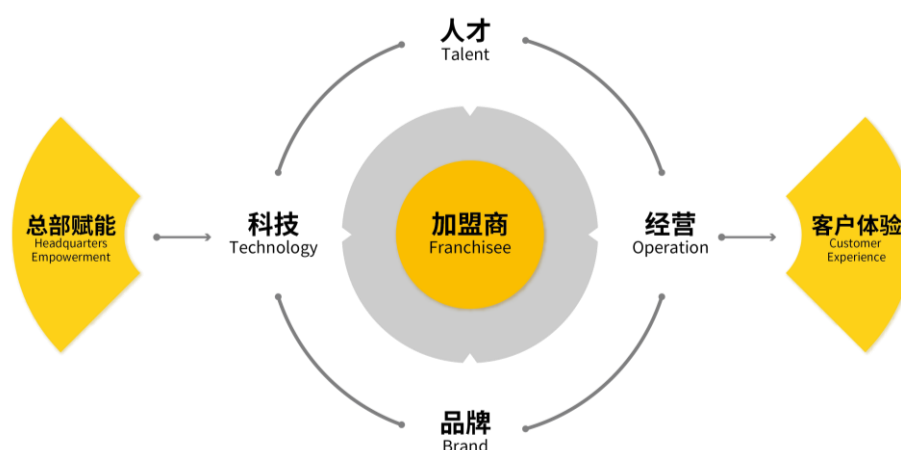 人才
Talent
总部赋能
Headquarters
Empowerment
科技
Technology
加盟商
Franchisee
经营
Operation
客户体验
Customer
Experience
品牌
Brand